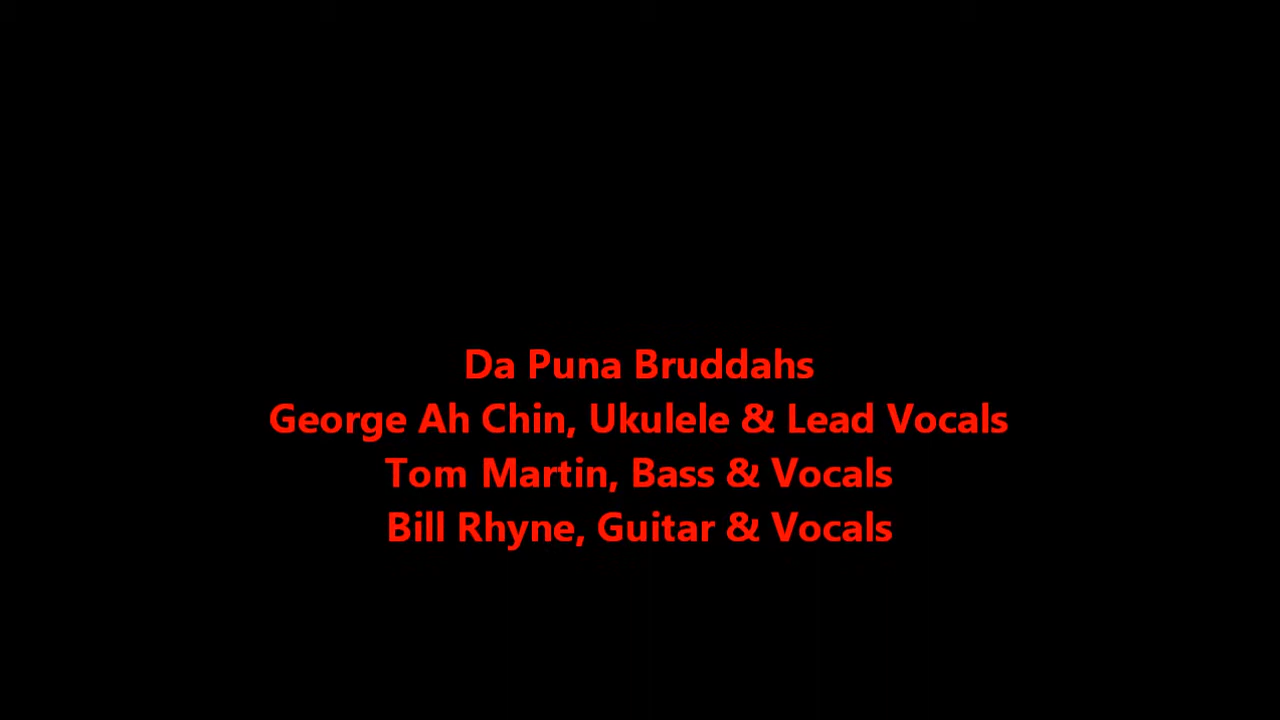 Da Puna Bruddahs
George Ah Chin, Ukulele & Lead Vocals
Tom Martin, Bass & Vocals
Bill Rhyne, Guitar & Vocals